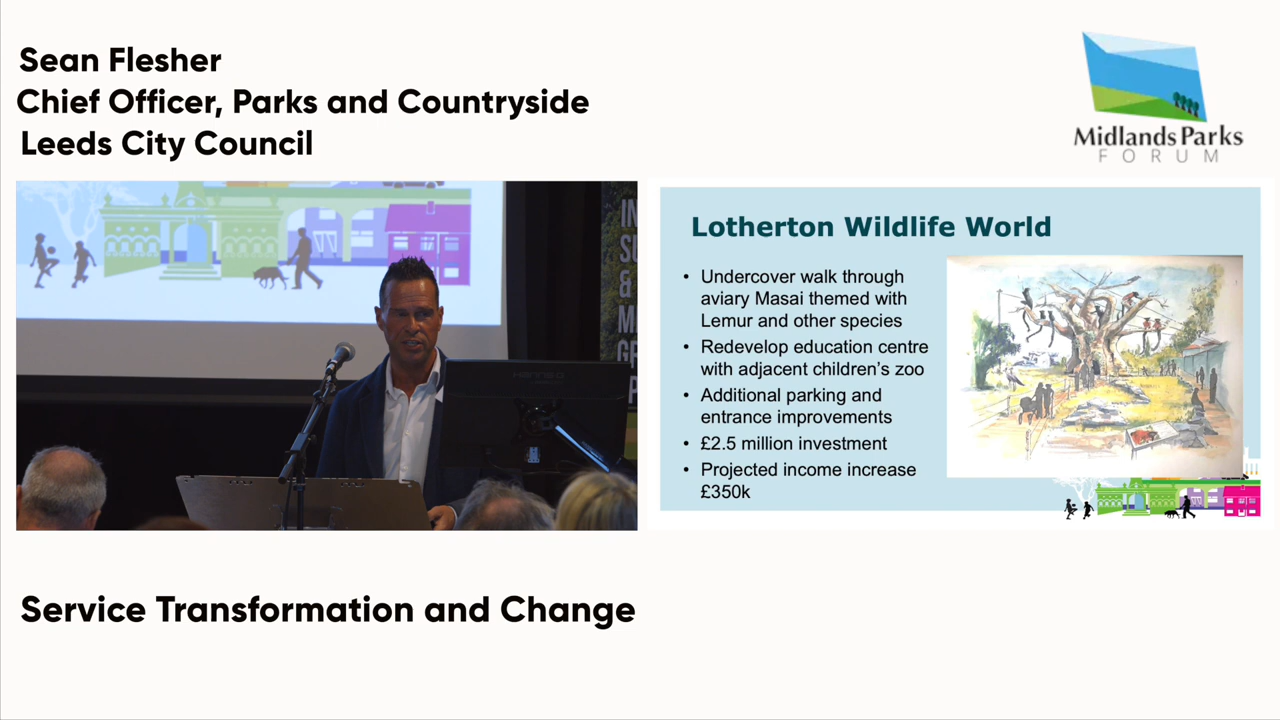 Sean Flesher
Chief Officer, Parks and Countryside
Leeds City Council
Midlands Parks
FORUM
Lotherton Wildlife World
• Undercover walk through
aviary Masai themed with
Lemur and other species
• Redevelop education centre
with adjacent children's zoo
• Additional parking and
entrance improvements
• £2.5 million investment
• Projected income increase
£350k
Service Transformation and Change